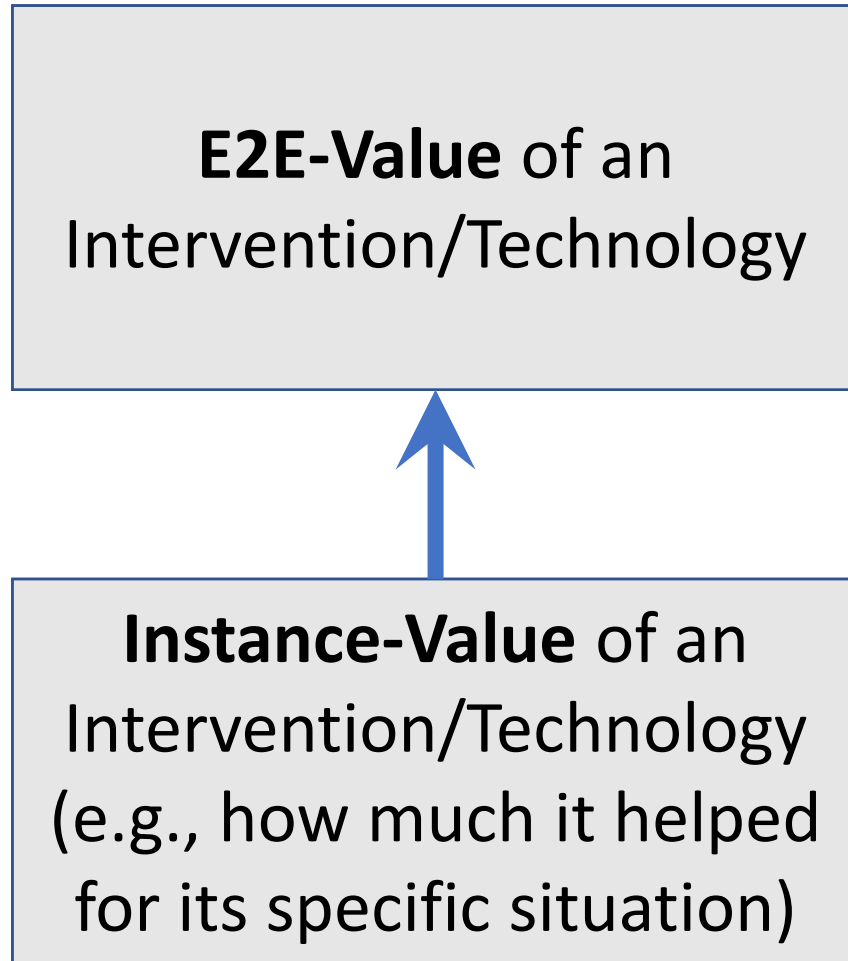 E2E-Value of an
Intervention/Technology
Instance-Value of an
Intervention/Technology
(e.g., how much it helped
for its specific situation)